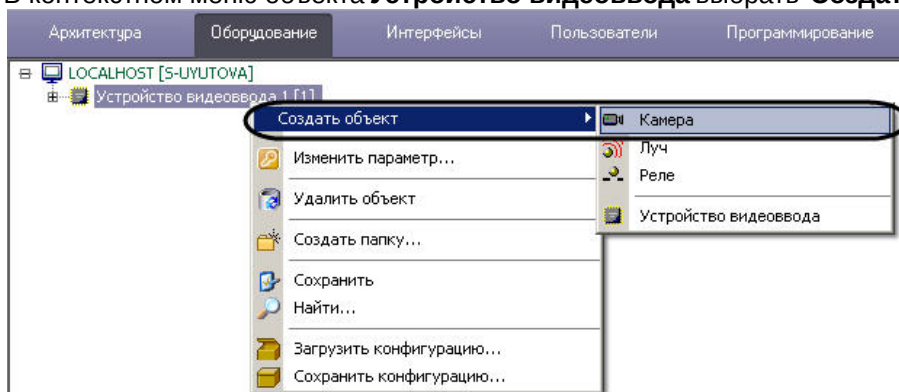 В контекстном меню объекта Устройство видеоввода выбрать Создат
Архитектура Оборудование Интерфейсы Пользователи Программирование
LOCALHOST [S-UYUTOVA]
Устройство видеоввода 1 [1]
Создать объект Камера
Луч
Изменить параметр...
Реле
Удалить объект
Устройство видеоввода
Создать папку...
Сохранить
Найти...
Загрузить конфигурацию...
Сохранить конфигурацию...